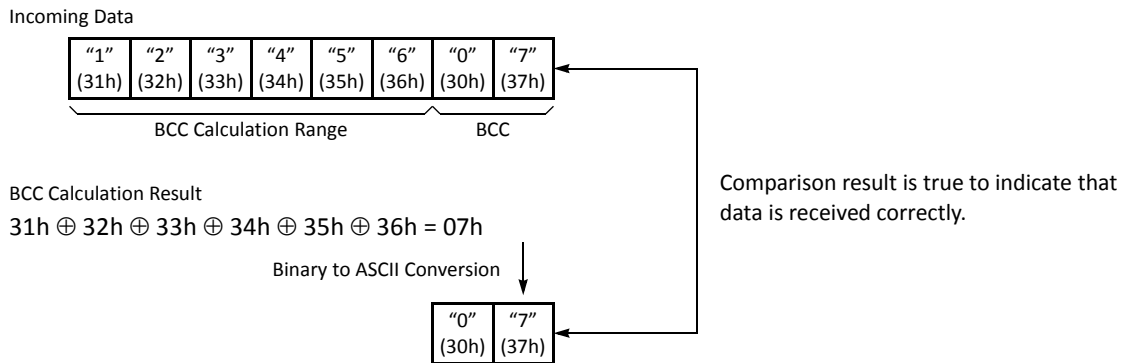 Incoming Data
“1” “2” “3” “4” “5” “6” “0” “7”
(31h) (32h) (33h) (34h) (35h) (36h) (30h) (37h)
BCC Calculation Range BCC
BCC Calculation Result
31h ⊕ 32h ⊕ 33h ⊕ 34h ⊕ 35h ⊕ 36h = 07h
Binary to ASCII Conversion
“0” “7”
(30h) (37h)
Comparison result is true to indicate that
data is received correctly.